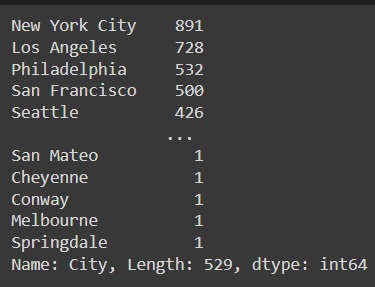 New York City    891
Los Angeles      728
Philadelphia     532
San Francisco    500
Seattle          426
                ...
San Mateo          1
Cheyenne           1
Conway             1
Melbourne          1
Springdale         1
Name: City, Length: 529, dtype: int64